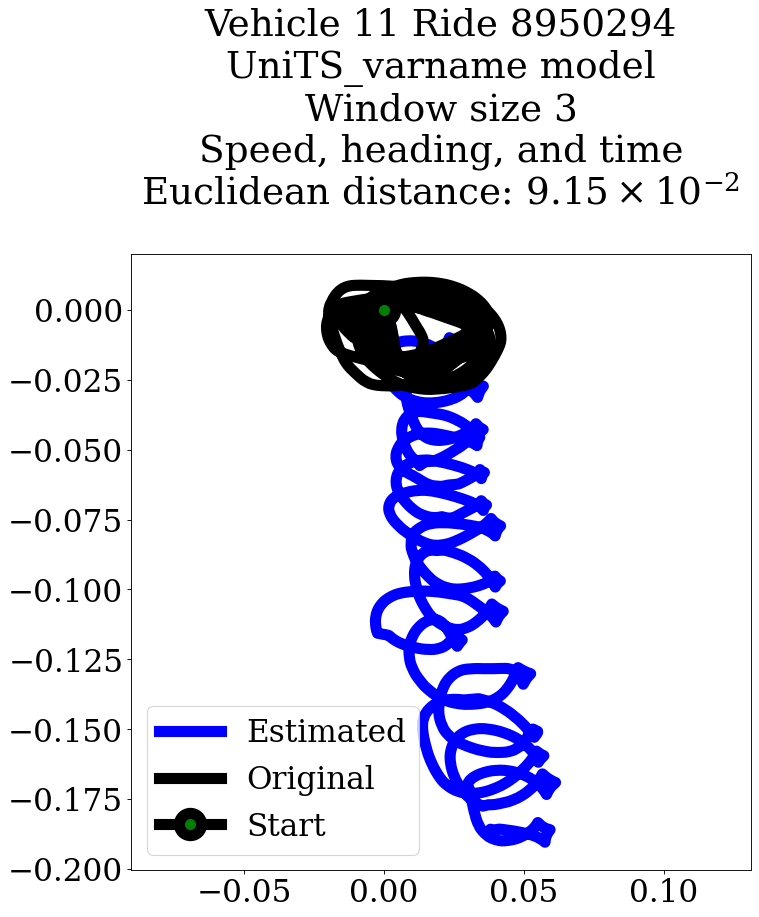 Vehicle 11 Ride 8950294
UniTS_varname model
Window size 3
Speed, heading, and time
Euclidean distance: 9.15 × 10⁻²
0.000
−0.025
−0.050
−0.075
−0.100
−0.125
−0.150
−0.175
−0.200
Estimated
Original
Start
−0.05 0.00 0.05 0.10